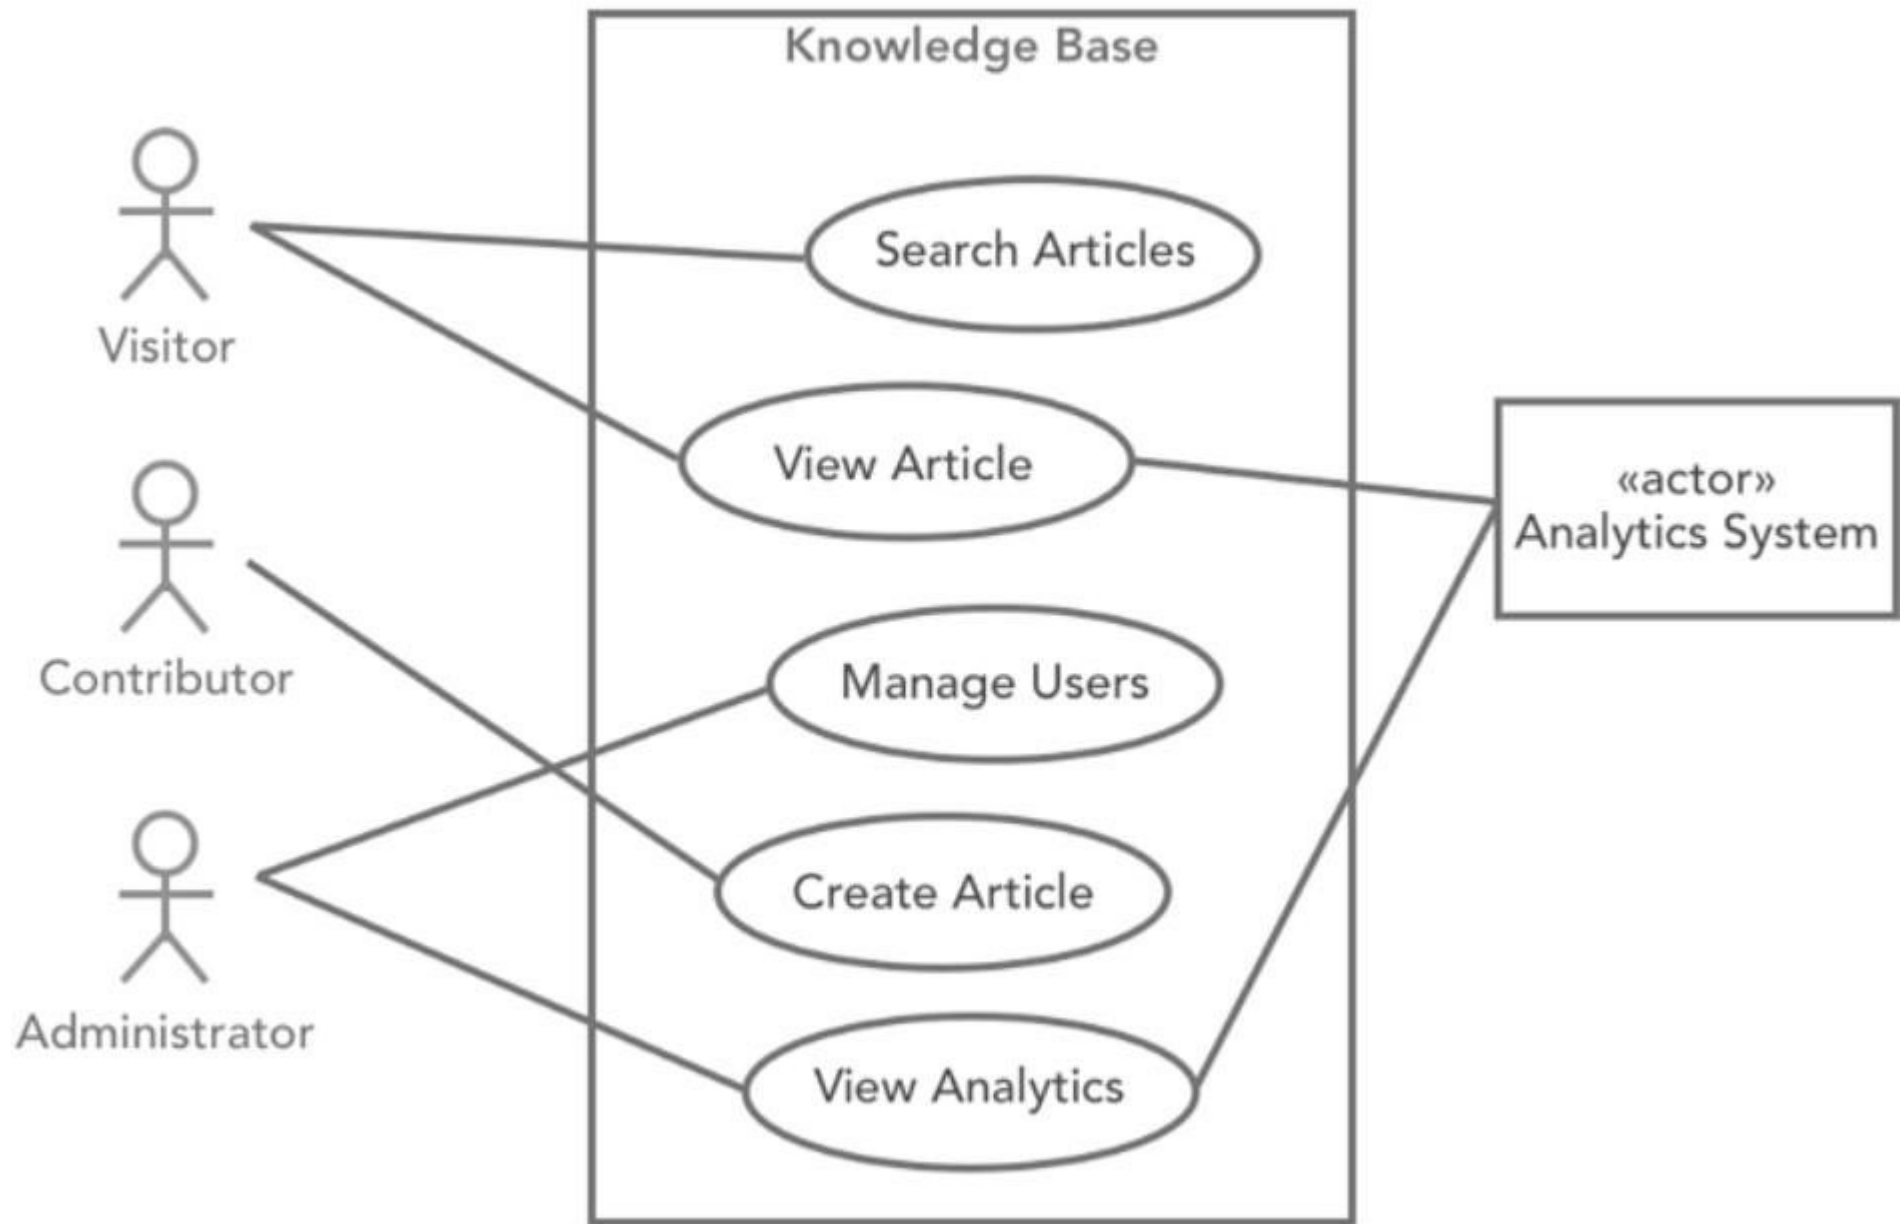 Knowledge Base
Visitor
Search Articles
View Article
«actor»
Analytics System
Contributor
Manage Users
Create Article
Administrator
View Analytics